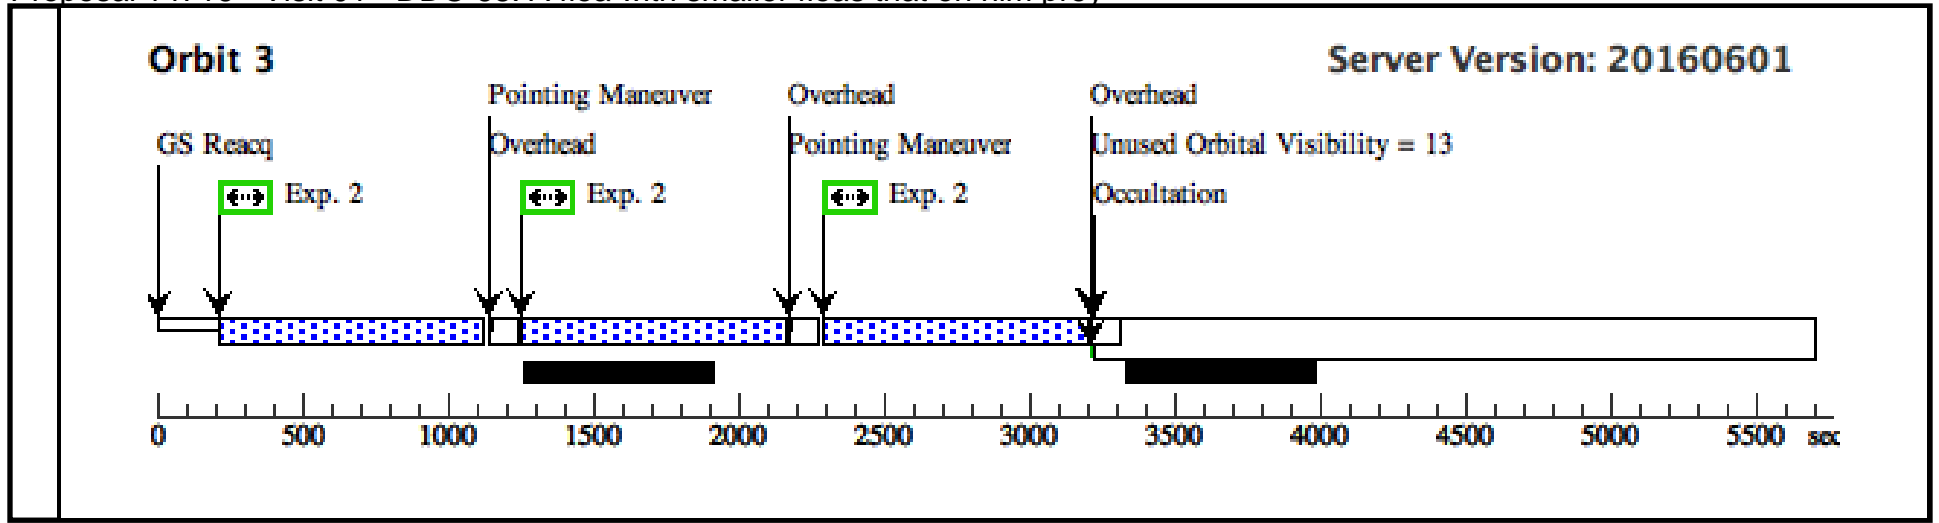 Orbit 3 Server Version: 20160601
Pointing Maneuver Overhead Overhead
GS Reacq Overhead Pointing Maneuver Unused Orbital Visibility = 13
Exp. 2 Exp. 2 Exp. 2 Occultation
0 500 1000 1500 2000 2500 3000 3500 4000 4500 5000 5500 sec